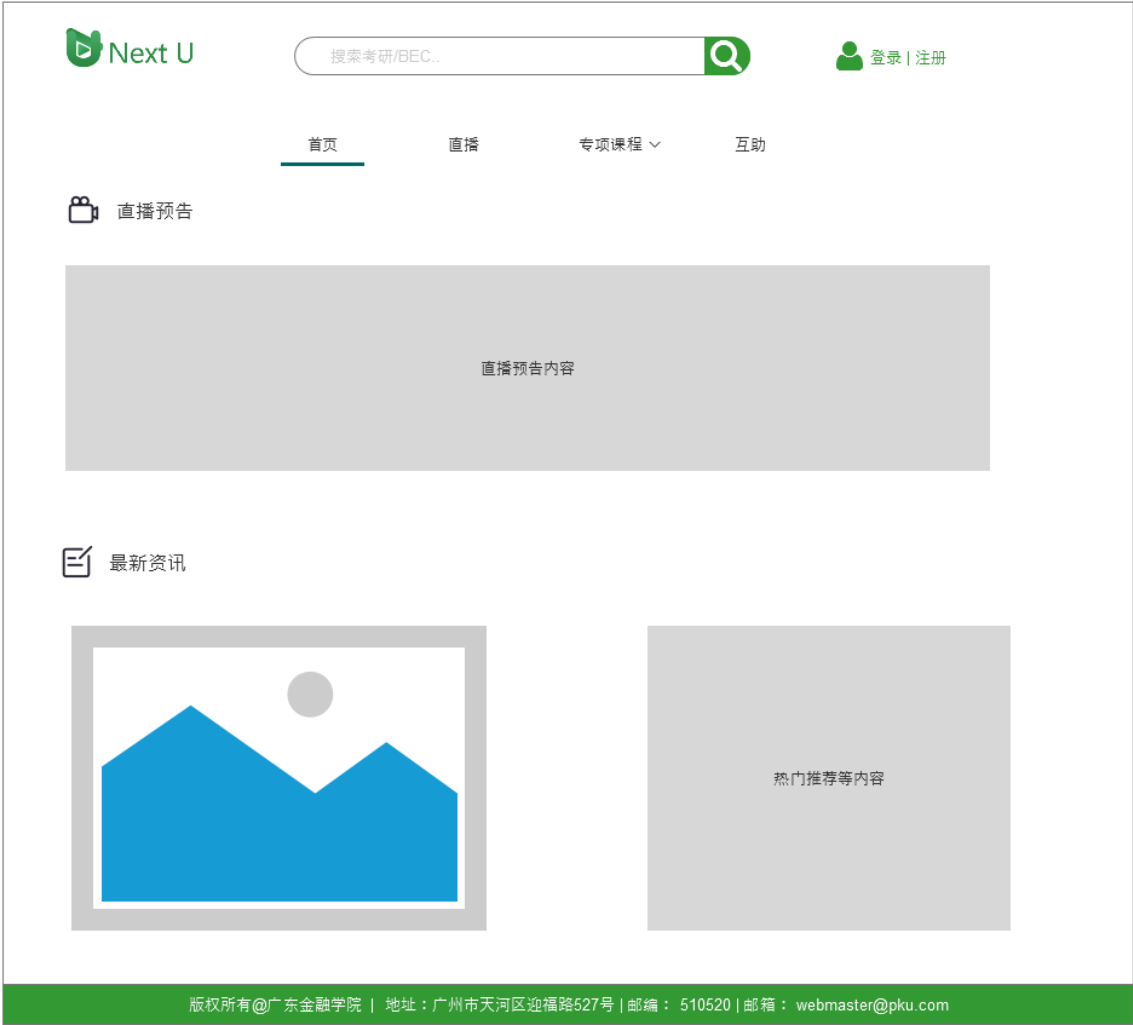 Next U
搜索考研/BEC..
登录 | 注册
首页 直播 专项课程 互助
直播预告
直播预告内容
最新资讯
热门推荐等内容
版权所有@广东金融学院 | 地址：广州市天河区迎福路527号 | 邮编： 510520 | 邮箱： webmaster@pku.com